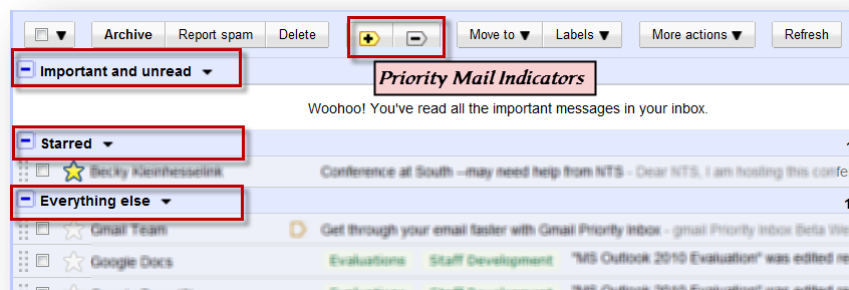 Archive Report spam Delete Move to Labels More actions Refresh
Important and unread
Priority Mail Indicators
Woohoo! You've read all the important messages in your inbox.
Starred
Becky Kleinhesselink Conference at South --may need help from NTS - Dear NTS, I am hosting this confe
Everything else
Gmail Team Get through your email faster with Gmail Priority Inbox - gmail Priority Inbox Beta We
Google Docs Evaluations Staff Development "MS Outlook 2010 Evaluation" was edited re
"MS Outlook 2010 Evaluation" was edited re